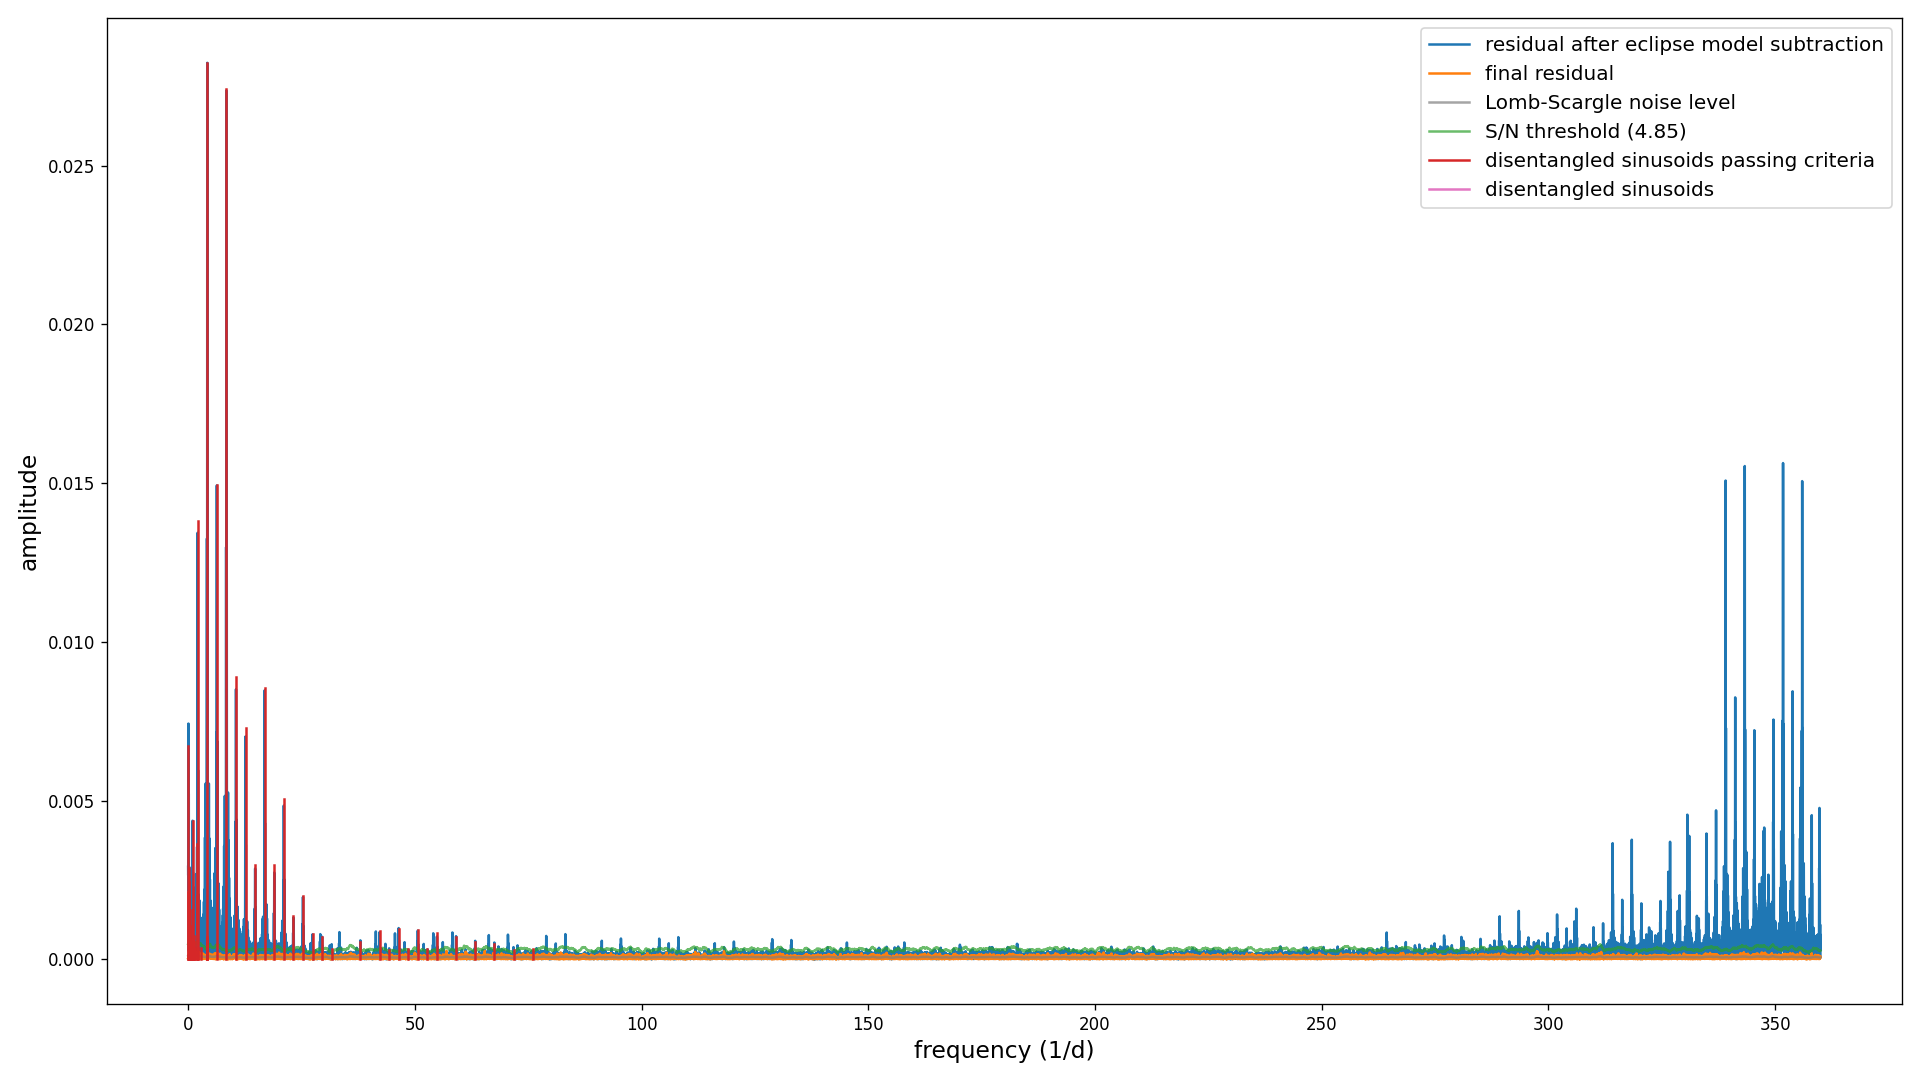 residual after eclipse model subtraction
final residual
Lomb-Scargle noise level
S/N threshold (4.85)
disentangled sinusoids passing criteria
disentangled sinusoids
amplitude
0.025
0.020
0.015
0.010
0.005
0.000
0 50 100 150 200 250 300 350
frequency (1/d)